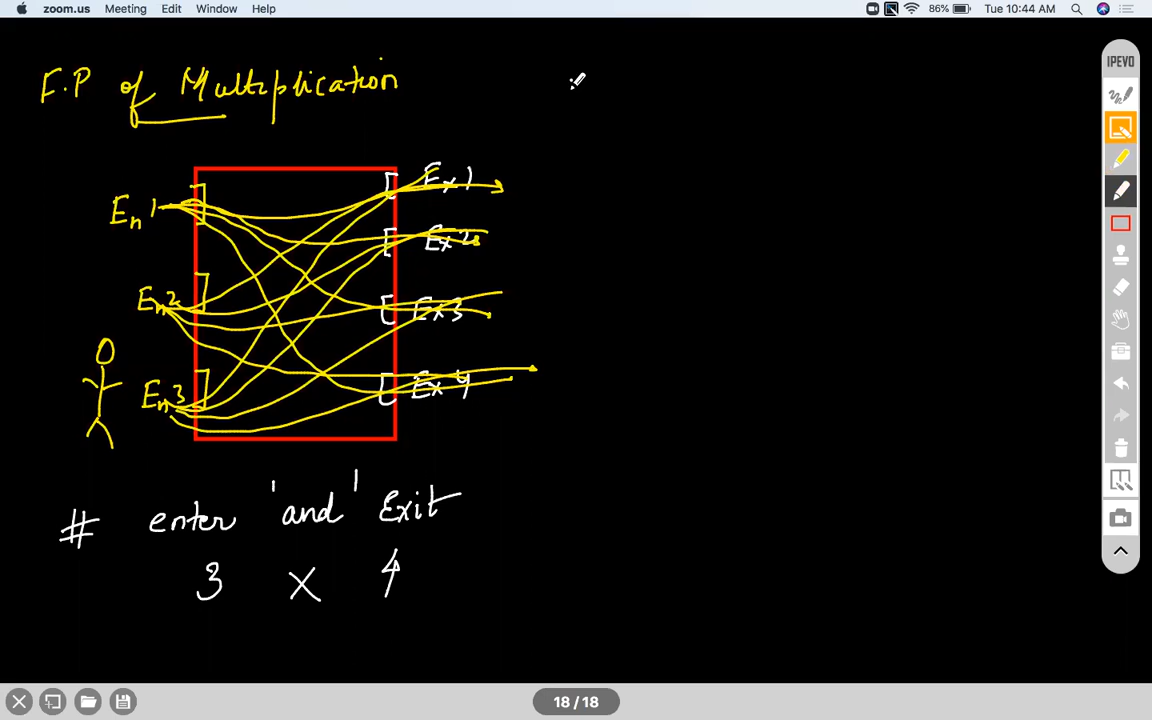 zoom.us Meeting Edit Window Help 86% Tue 10:44 AM
IPEVO
F.P of Multiplication
En1 Ex1
Ex2
En2 Ex3
En3 Ex4
# enter 'and' Exit
3 X 4
18 / 18